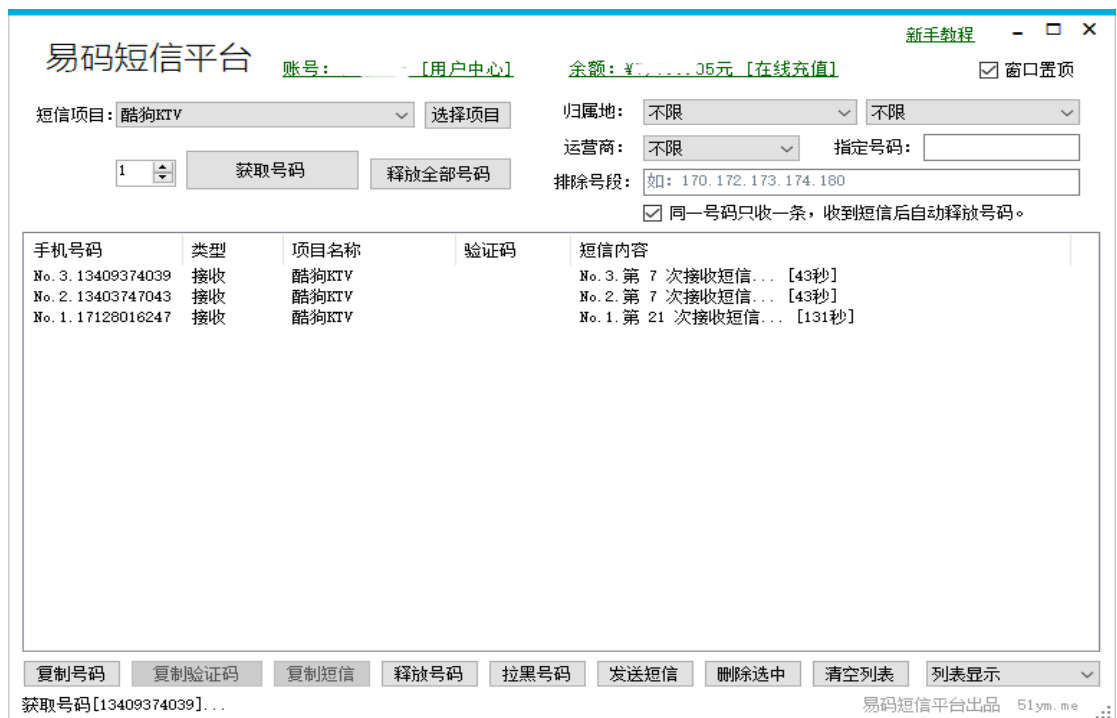 新手教程
易码短信平台
账号: [用户中心] 余额:¥ 05元 [在线充值] 窗口置顶
短信项目: 酷狗KTV 选择项目 归属地: 不限 不限
运营商: 不限 指定号码:
1 获取号码 释放全部号码 排除号段: 如: 170.172.173.174.180
同一号码只收一条,收到短信后自动释放号码。
手机号码 类型 项目名称 验证码 短信内容
No.3.13409374039 接收 酷狗KTV No.3.第 7 次接收短信... [43秒]
No.2.13403747043 接收 酷狗KTV No.2.第 7 次接收短信... [43秒]
No.1.17128016247 接收 酷狗KTV No.1.第 21 次接收短信... [131秒]
复制号码 复制验证码 复制短信 释放号码 拉黑号码 发送短信 删除选中 清空列表 列表显示
获取号码[13409374039]... 易码短信平台出品 51ym.me